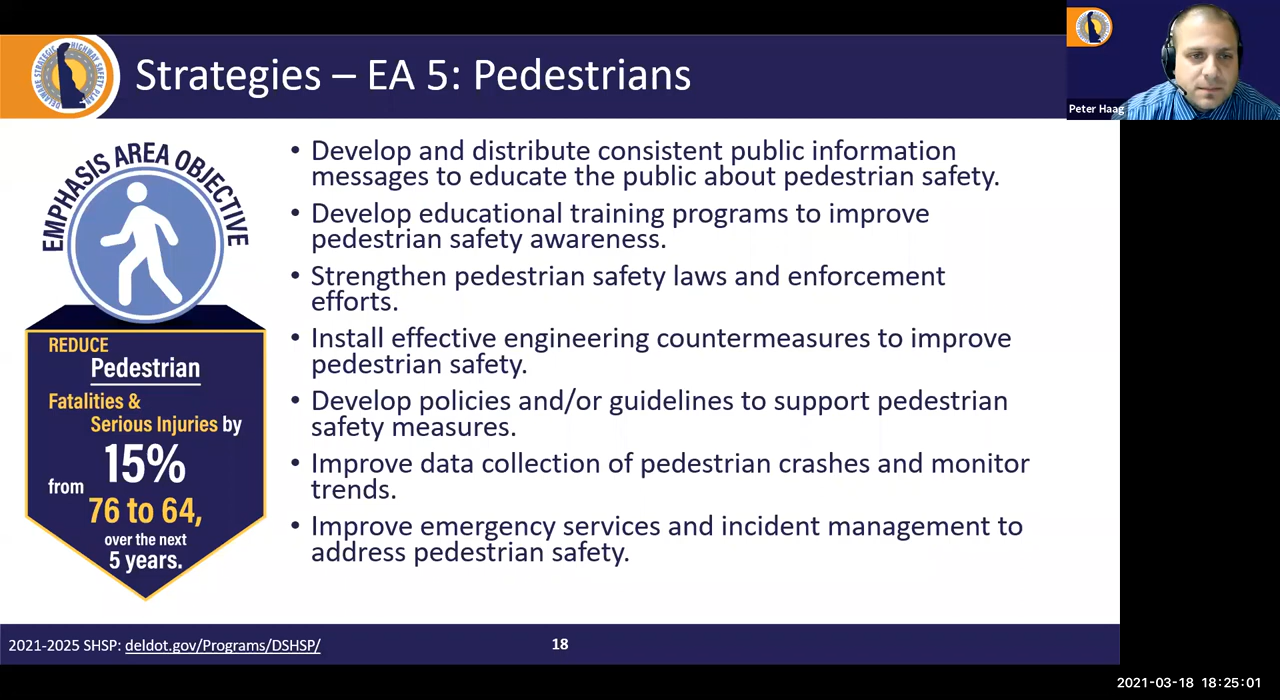 Strategies – EA 5: Pedestrians
Peter Haag
DELAWARE STRATEGIC HIGHWAY SAFETY PLAN
EMPHASIS AREA OBJECTIVE
REDUCE
Pedestrian
Fatalities &
Serious Injuries by
15%
from
76 to 64,
over the next
5 years.
• Develop and distribute consistent public information
messages to educate the public about pedestrian safety.
• Develop educational training programs to improve
pedestrian safety awareness.
• Strengthen pedestrian safety laws and enforcement
efforts.
• Install effective engineering countermeasures to improve
pedestrian safety.
• Develop policies and/or guidelines to support pedestrian
safety measures.
• Improve data collection of pedestrian crashes and monitor
trends.
• Improve emergency services and incident management to
address pedestrian safety.
2021-2025 SHSP: deldot.gov/Programs/DSHSP/
18
2021-03-18 18:25:01